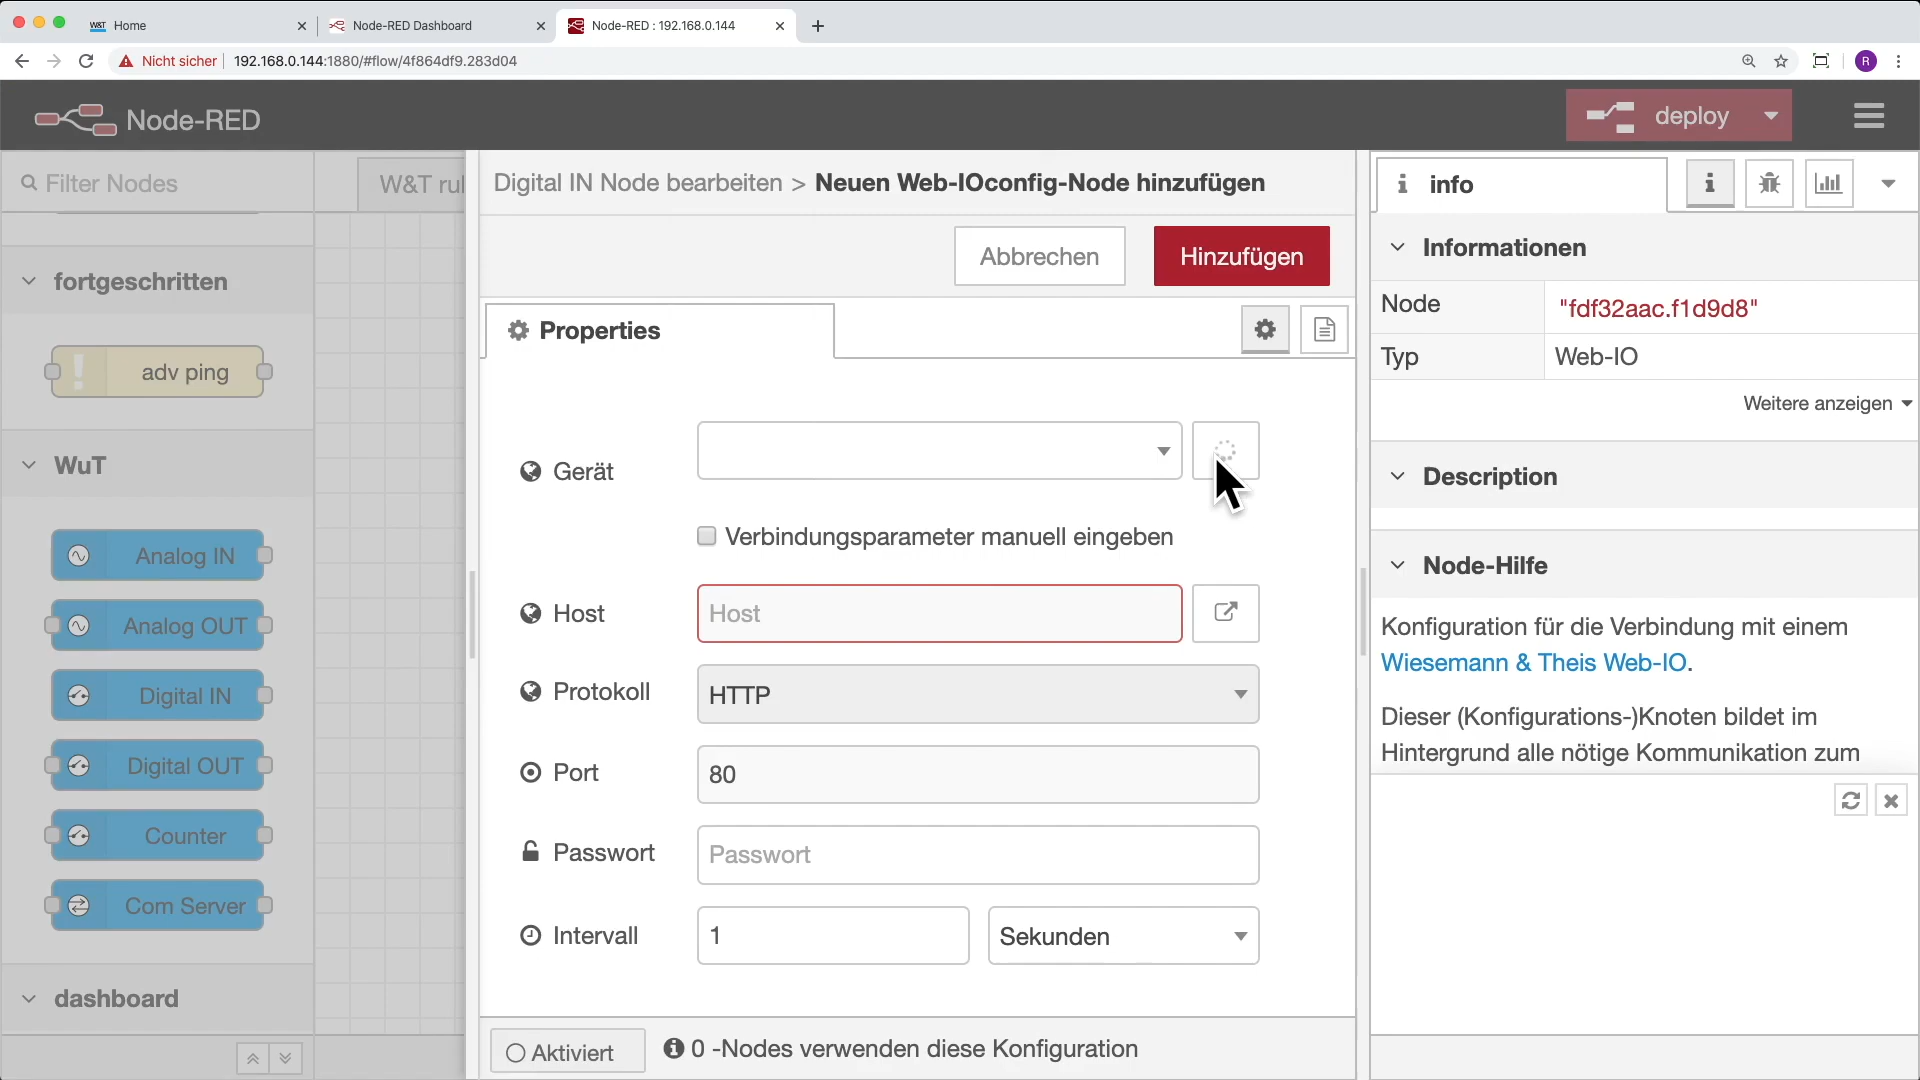 Home
Node-RED Dashboard
Node-RED : 192.168.0.144
Nicht sicher
192.168.0.144:1880/#flow/4f864df9.283d04
R
Node-RED
deploy
Filter Nodes
W&T rul
Digital IN Node bearbeiten > Neuen Web-IOconfig-Node hinzufügen
info
Abbrechen
Hinzufügen
Informationen
fortgeschritten
Node
"fdf32aac.f1d9d8"
Properties
Typ
Web-IO
adv ping
Weitere anzeigen
WuT
Gerät
Description
Verbindungsparameter manuell eingeben
Analog IN
Node-Hilfe
Host
Host
Analog OUT
Konfiguration für die Verbindung mit einem
Wiesemann & Theis Web-IO.
Protokoll
HTTP
Digital IN
Dieser (Konfigurations-)Knoten bildet im
Hintergrund alle nötige Kommunikation zum
Port
80
Digital OUT
Counter
Passwort
Passwort
Com Server
Intervall
1
Sekunden
dashboard
Aktiviert
0 -Nodes verwenden diese Konfiguration